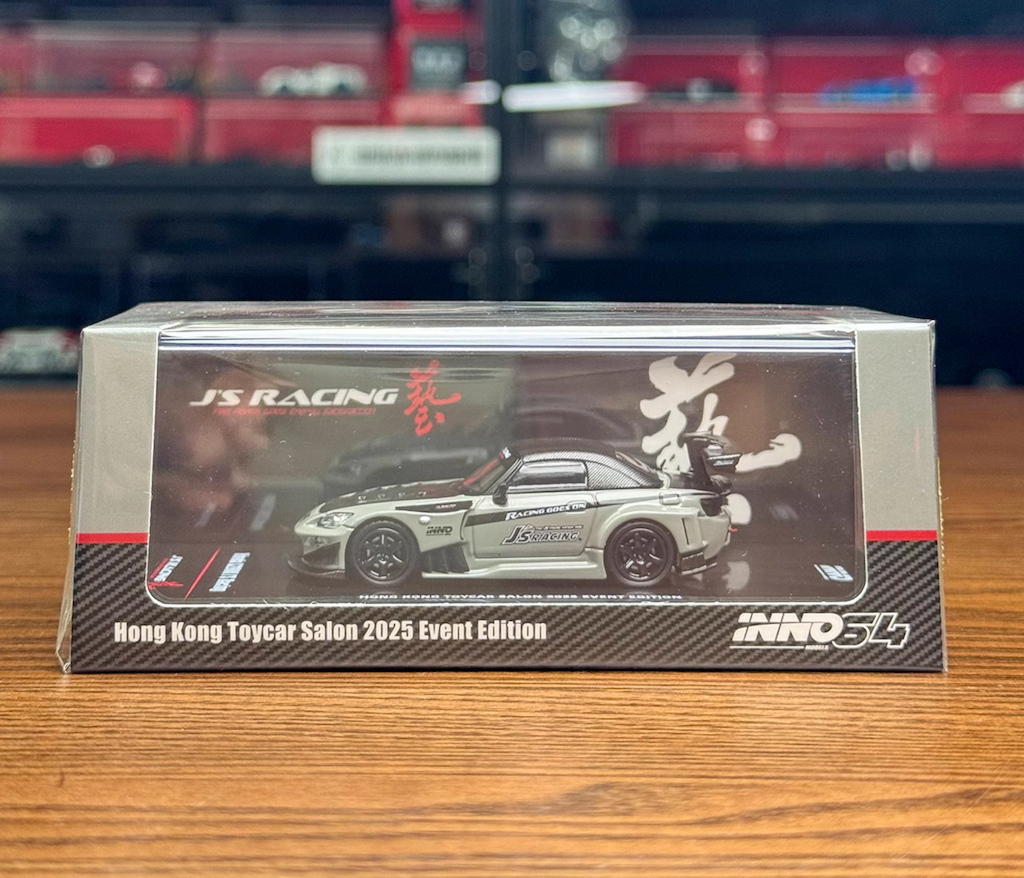 J'S RACING
藝
藝
RACING GOES ON
INNO
J'S RACING
HONG KONG TOYCAR SALON 2025 EVENT EDITION
Hong Kong Toycar Salon 2025 Event Edition
INNO64
MODELS